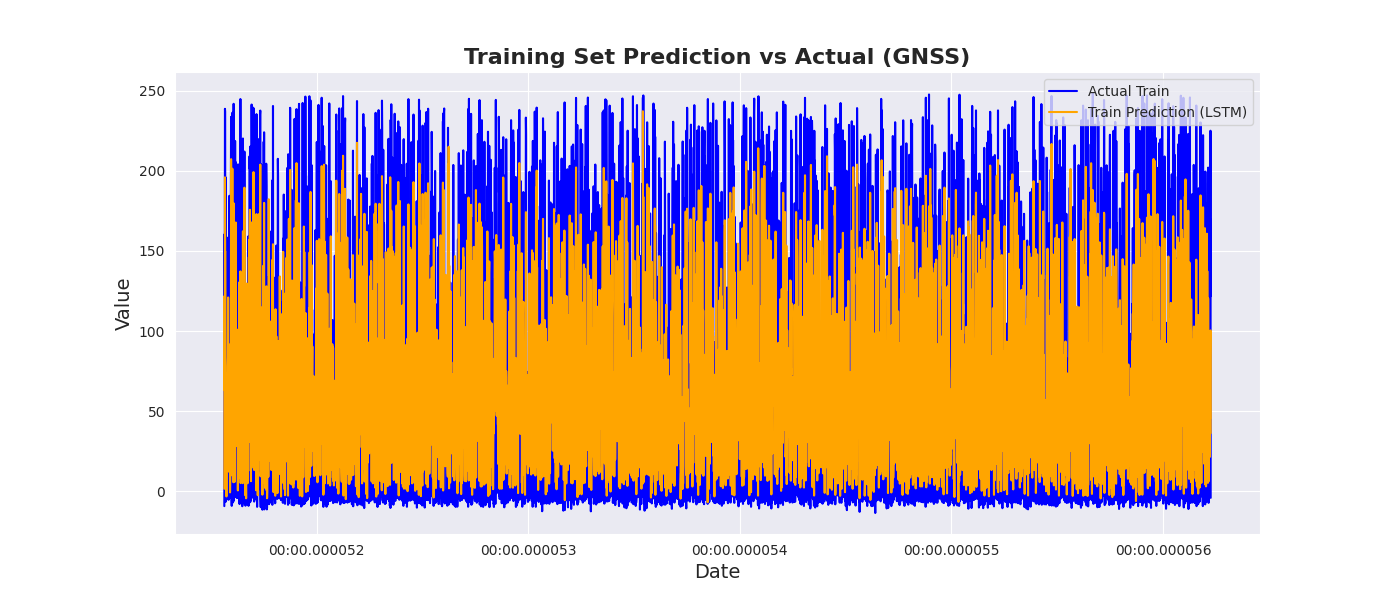 Training Set Prediction vs Actual (GNSS)
Actual Train
Train Prediction (LSTM)
250
200
150
100
50
0
Value
00:00.000052
00:00.000053
00:00.000054
00:00.000055
00:00.000056
Date